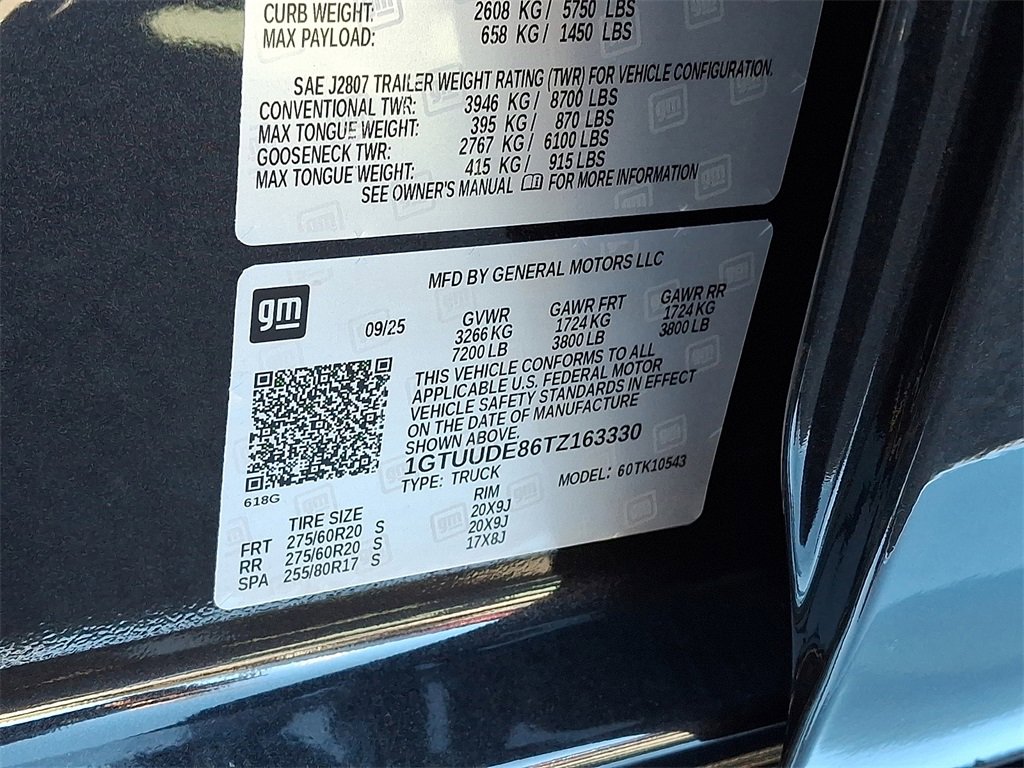 CURB WEIGHT: 2608 KG / 5750 LBS
MAX PAYLOAD: 658 KG / 1450 LBS
SAE J2807 TRAILER WEIGHT RATING (TWR) FOR VEHICLE CONFIGURATION.
CONVENTIONAL TWR: 3946 KG / 8700 LBS
MAX TONGUE WEIGHT: 395 KG / 870 LBS
GOOSENECK TWR: 2767 KG / 6100 LBS
MAX TONGUE WEIGHT: 415 KG / 915 LBS
SEE OWNER'S MANUAL FOR MORE INFORMATION
MFD BY GENERAL MOTORS LLC
gm
09/25
GVWR GAWR FRT GAWR RR
3266 KG 1724 KG 1724 KG
7200 LB 3800 LB 3800 LB
THIS VEHICLE CONFORMS TO ALL
APPLICABLE U.S. FEDERAL MOTOR
VEHICLE SAFETY STANDARDS IN EFFECT
ON THE DATE OF MANUFACTURE
SHOWN ABOVE.
1GTUUDE86TZ163330
TYPE: TRUCK MODEL: 60TK10543
618G
TIRE SIZE RIM
FRT 275/60R20 S 20X9J
RR 275/60R20 S 20X9J
SPA 255/80R17 S 17X8J